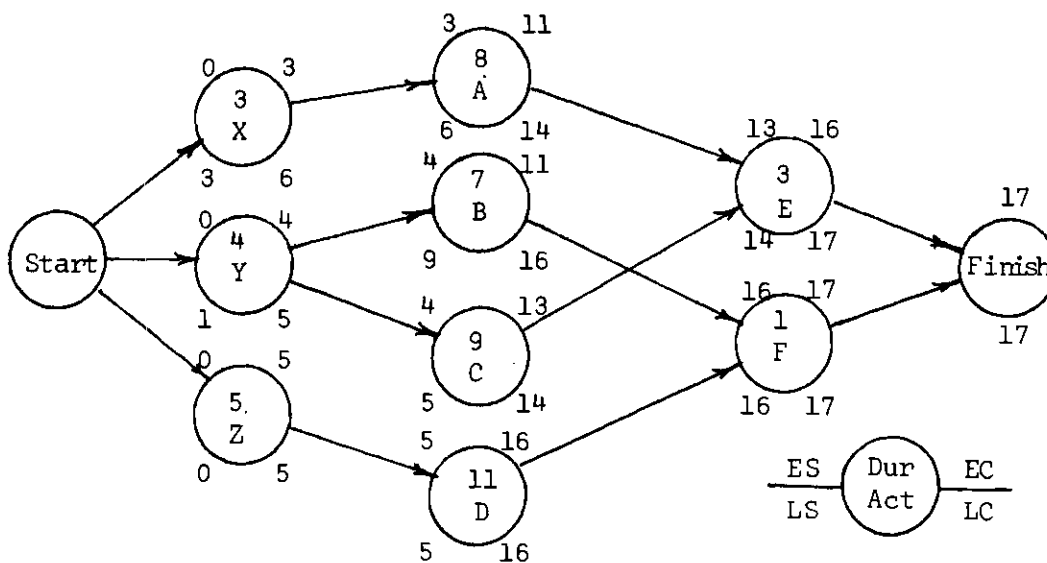 3 11
8
A
6 14
0 3
3
X
3 6
4 11
7
B
9 16
13 16
3
E
14 17
0 4
4
Y
1 5
Start
17
Finish
17
4 13
9
C
5 14
16 17
1
F
16 17
0 5
5
Z
0 5
5 16
11
D
5 16
ES Dur EC
LS Act LC